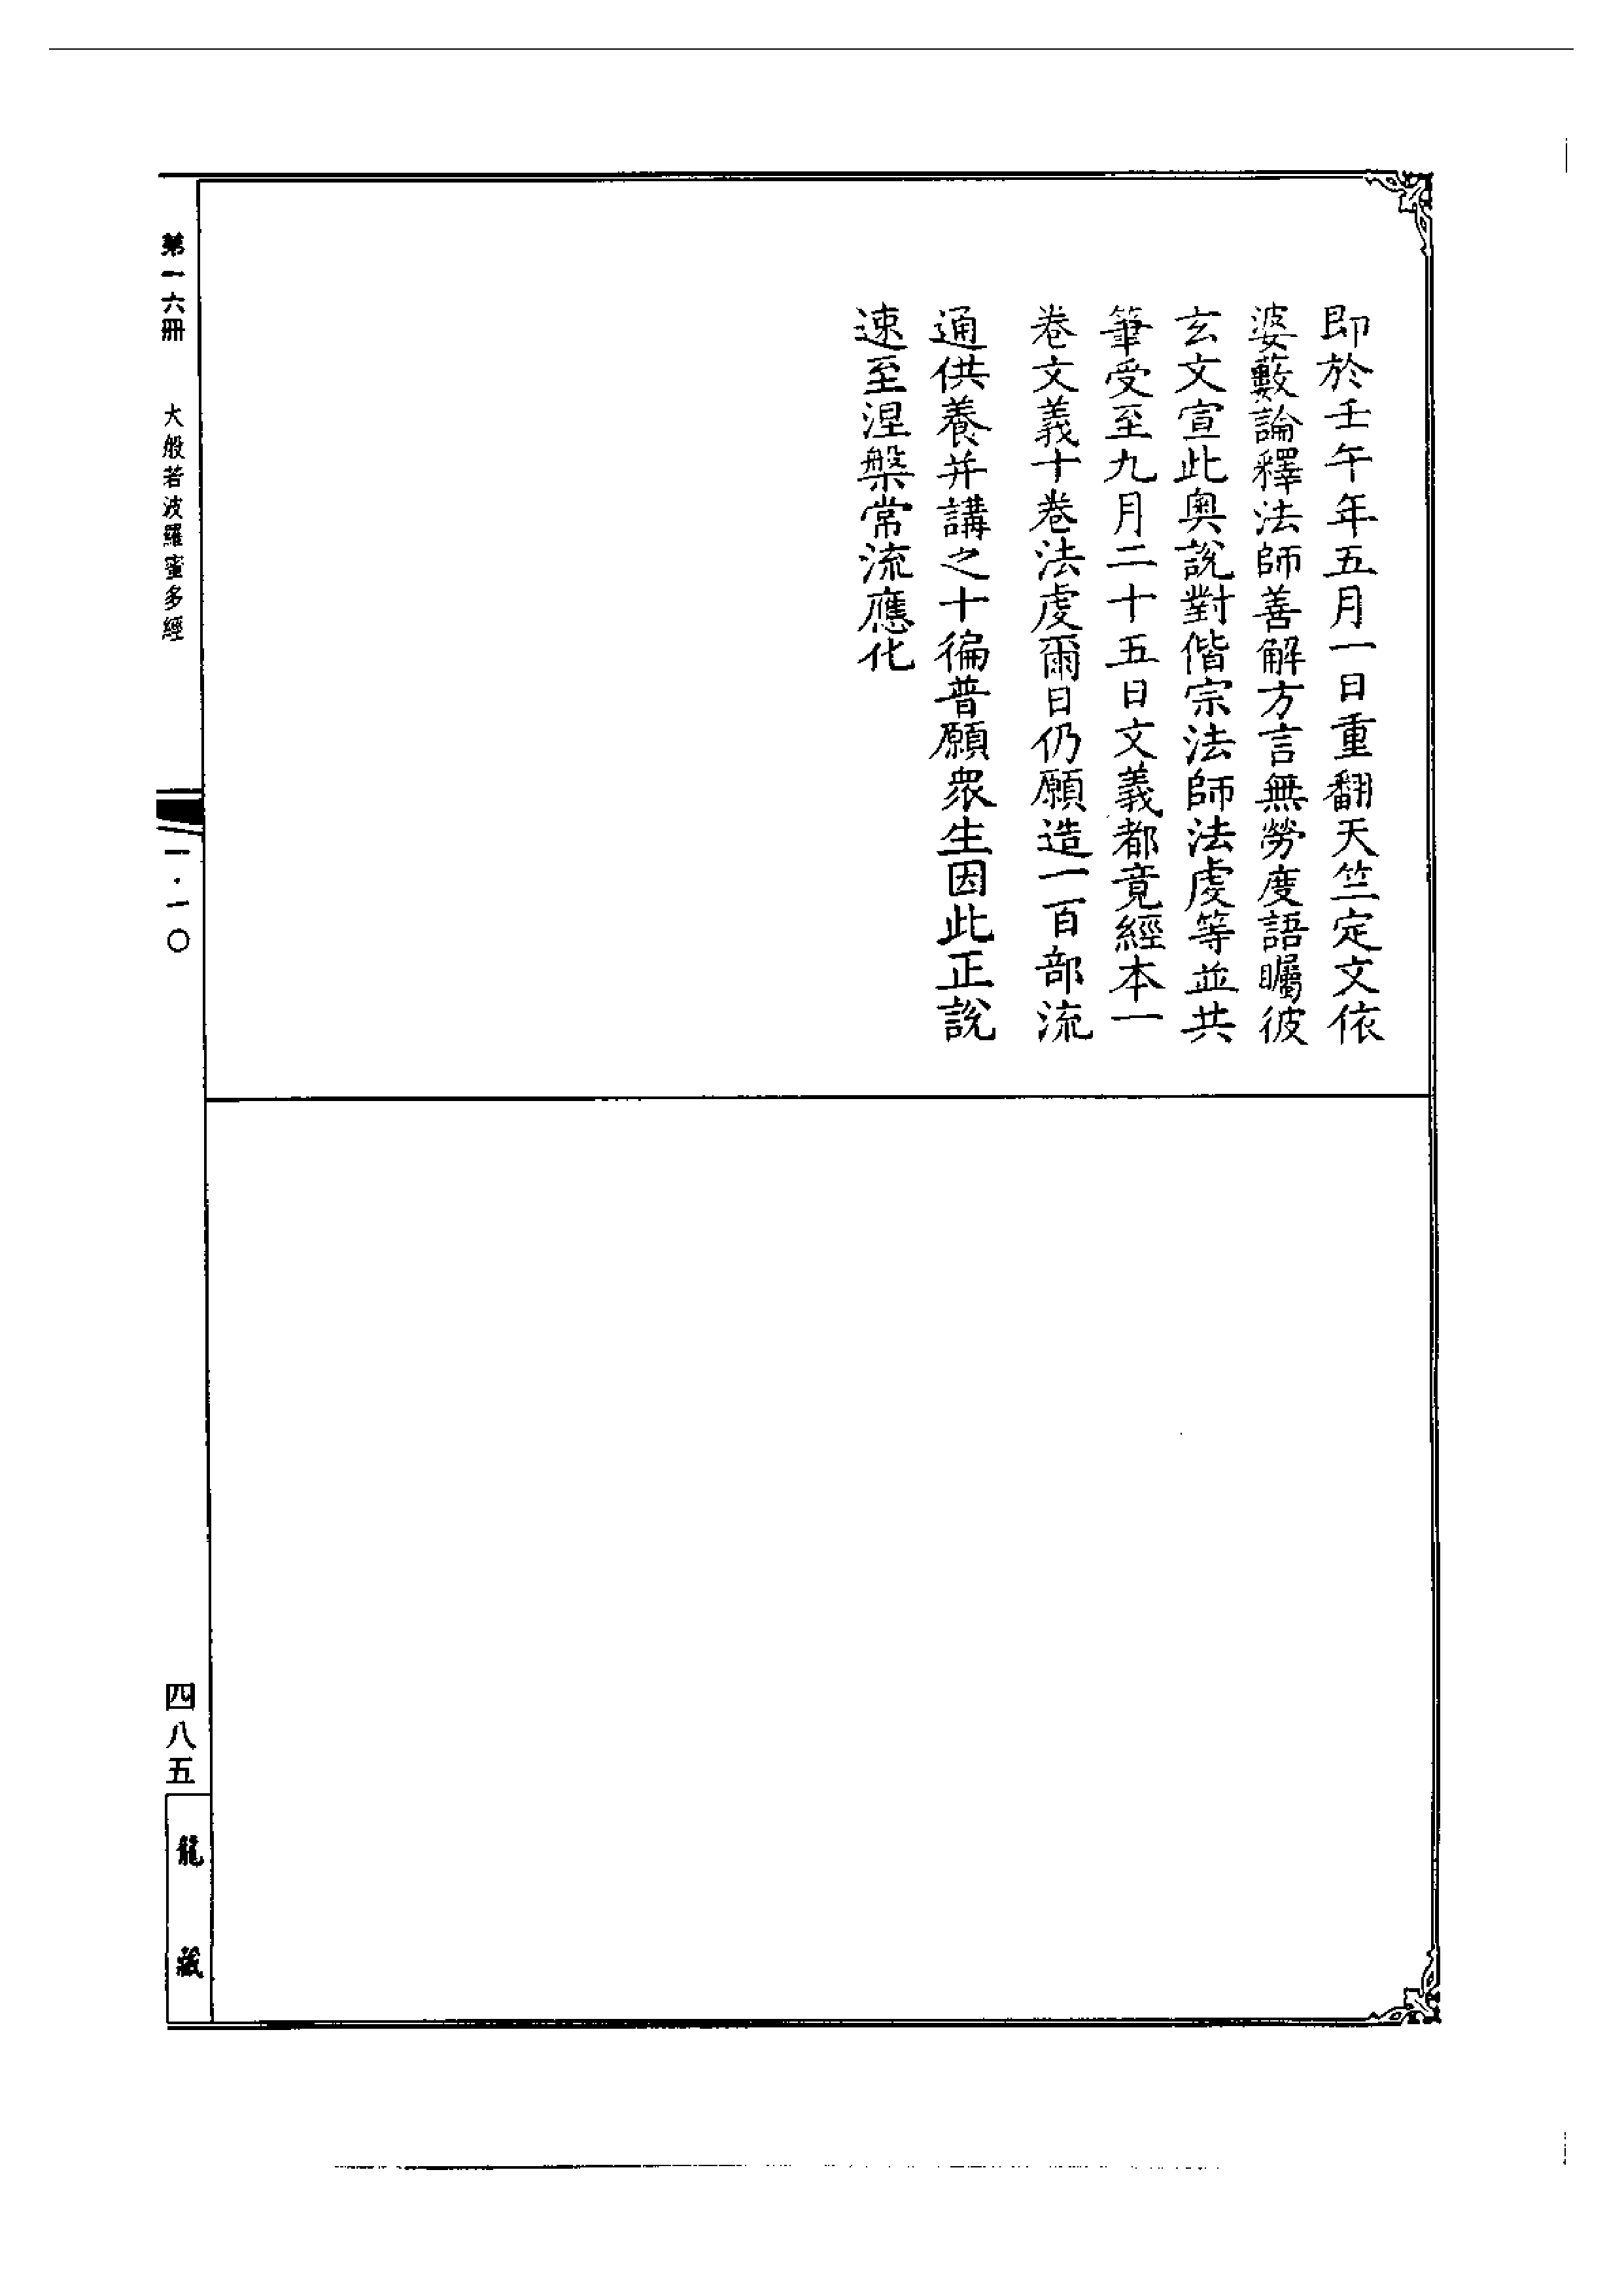 即於壬午年五月一日重翻天竺定文依
婆藪論釋法師善解方言無勞度語矚彼
玄文宣此奧說對偕宗法師法虔等並共
筆受至九月二十五日文義都竟經本一
卷文義十卷法虔爾日仍願造一百部流
通供養并講之十徧普願衆生因此正說
速至涅槃常流應化
第一六冊　大般若波羅蜜多經
一·一〇
四八五
龍藏